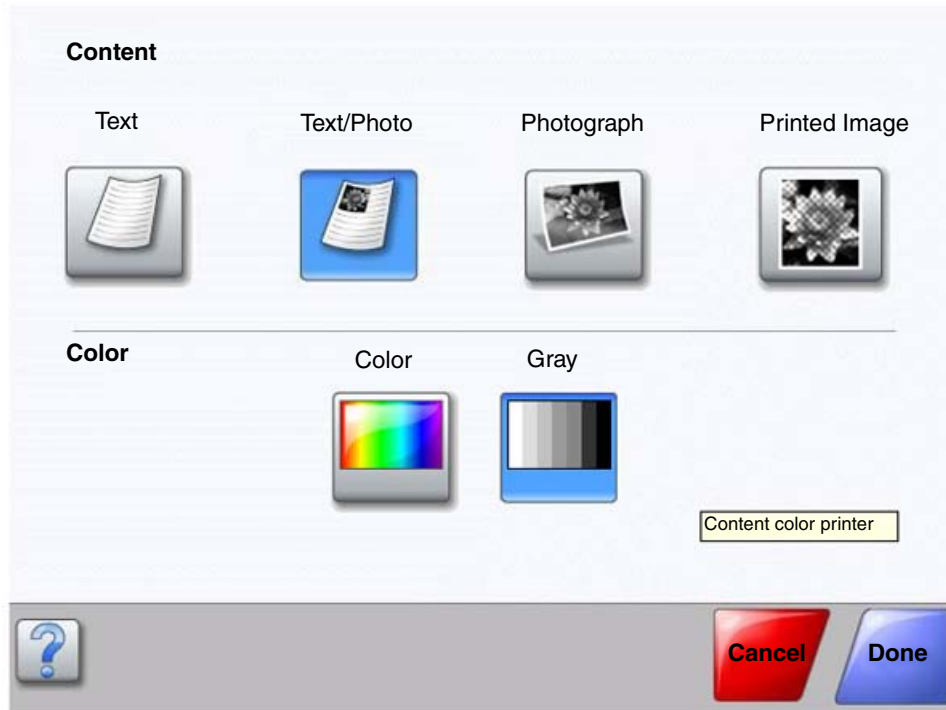 Content
Text
Text/Photo
Photograph
Printed Image
Color
Color
Gray
Content color printer
?
Cancel
Done